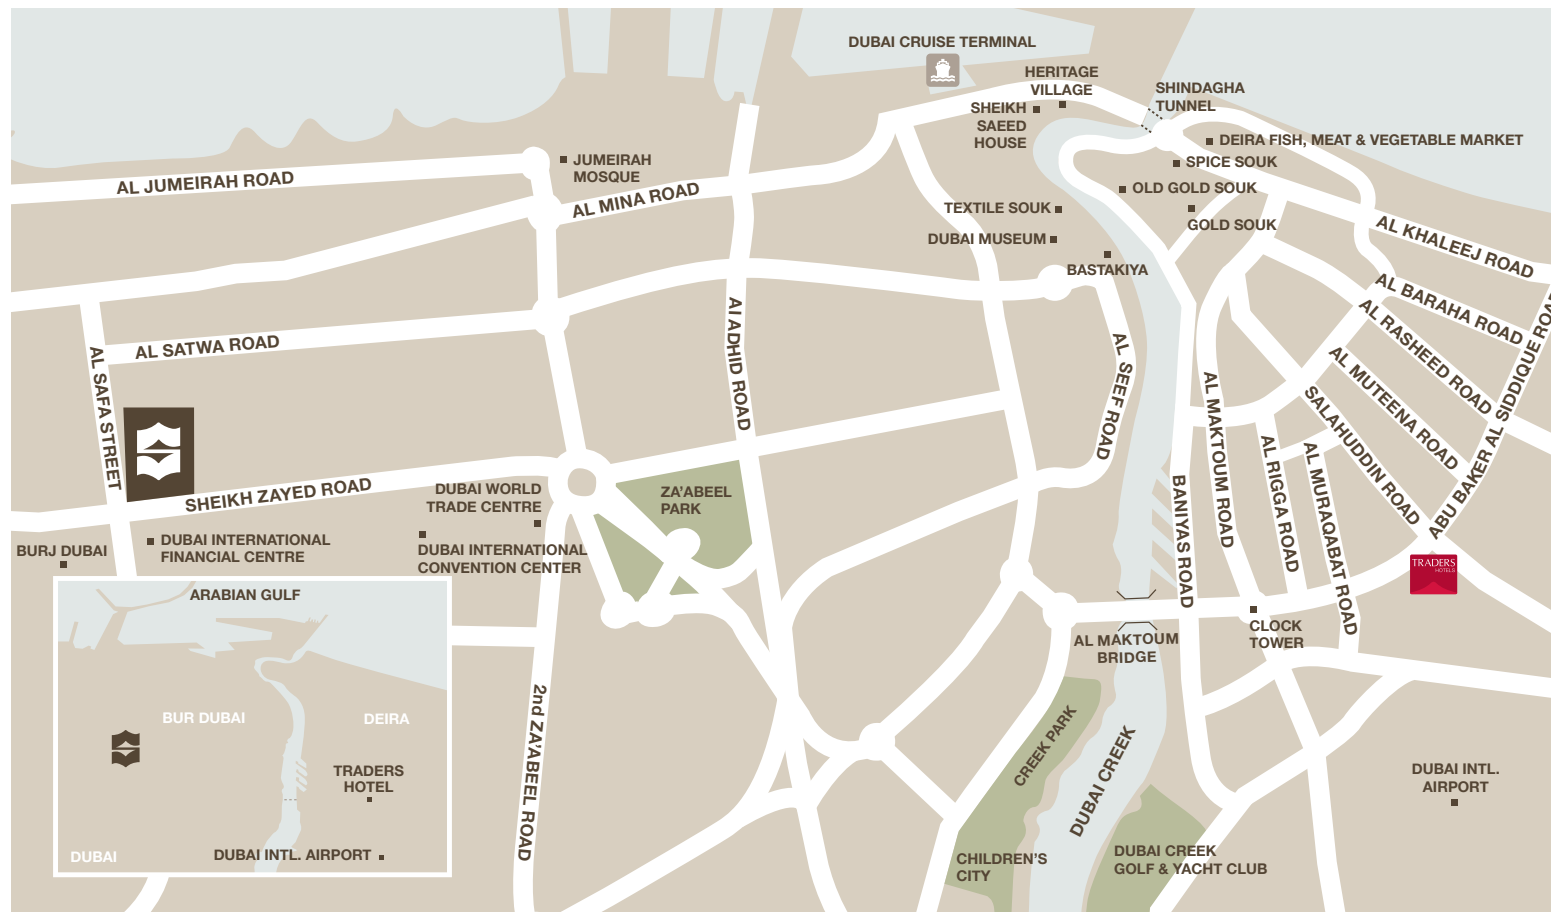 DUBAI CRUISE TERMINAL
HERITAGE
VILLAGE
SHEIKH
SAEED
HOUSE
SHINDAGHA
TUNNEL
DEIRA FISH, MEAT & VEGETABLE MARKET
SPICE SOUK
OLD GOLD SOUK
GOLD SOUK
TEXTILE SOUK
DUBAI MUSEUM
BASTAKIYA
JUMEIRAH
MOSQUE
AL JUMEIRAH ROAD
AL MINA ROAD
AL KHALEEJ ROAD
AL BARAHA ROAD
AL RASHEED ROAD
AL MUTEENA ROAD
SALAHUDDIN ROAD
ABU BAKER AL SIDDIQUE ROAD
AL SATWA ROAD
AL SAFA STREET
Al ADHID ROAD
AL SEEF ROAD
AL MAKTOUM ROAD
AL RIGGA ROAD
AL MURAQABAT ROAD
BANIYAS ROAD
SHEIKH ZAYED ROAD
DUBAI WORLD
TRADE CENTRE
ZA'ABEEL
PARK
DUBAI INTERNATIONAL
FINANCIAL CENTRE
DUBAI INTERNATIONAL
CONVENTION CENTER
BURJ DUBAI
TRADERS
HOTELS
CLOCK
TOWER
AL MAKTOUM
BRIDGE
2nd ZA'ABEEL ROAD
CREEK PARK
DUBAI CREEK
CHILDREN'S
CITY
DUBAI CREEK
GOLF & YACHT CLUB
DUBAI INTL.
AIRPORT
ARABIAN GULF
BUR DUBAI
DEIRA
TRADERS
HOTEL
DUBAI
DUBAI INTL. AIRPORT